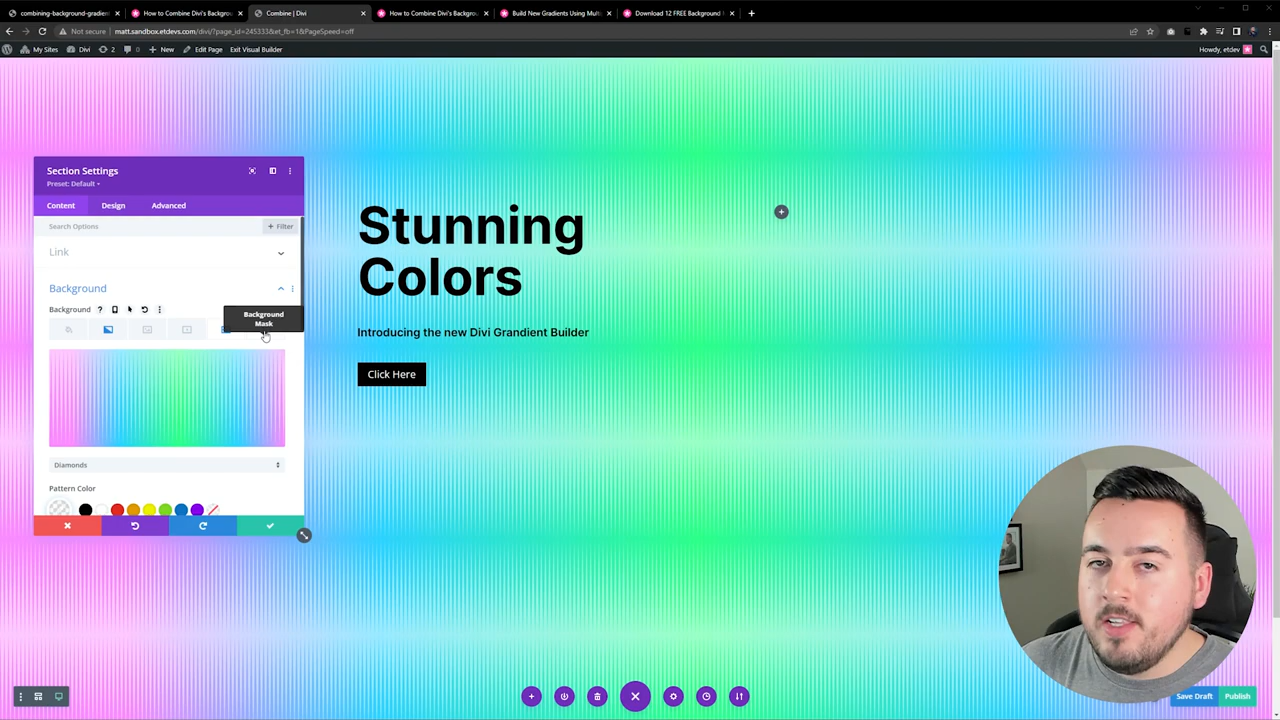 combining-background-gradien
How to Combine Divi's Backgrou
Combine | Divi
How to Combine Divi's Backgrou
Build New Gradients Using Mult
Download 12 FREE Background
Not secure
matt.sandbox.etdevs.com/divi/?page_id=245333&et_fb=1&PageSpeed=off
My Sites
Divi
2
0
New
Edit Page
Exit Visual Builder
Howdy, etdev
Section Settings
Preset: Default
Content
Design
Advanced
Search Options
+ Filter
Link
Background
Background
Background
Mask
Diamonds
Pattern Color
Stunning
Colors
Introducing the new Divi Grandient Builder
Click Here
Save Draft
Publish